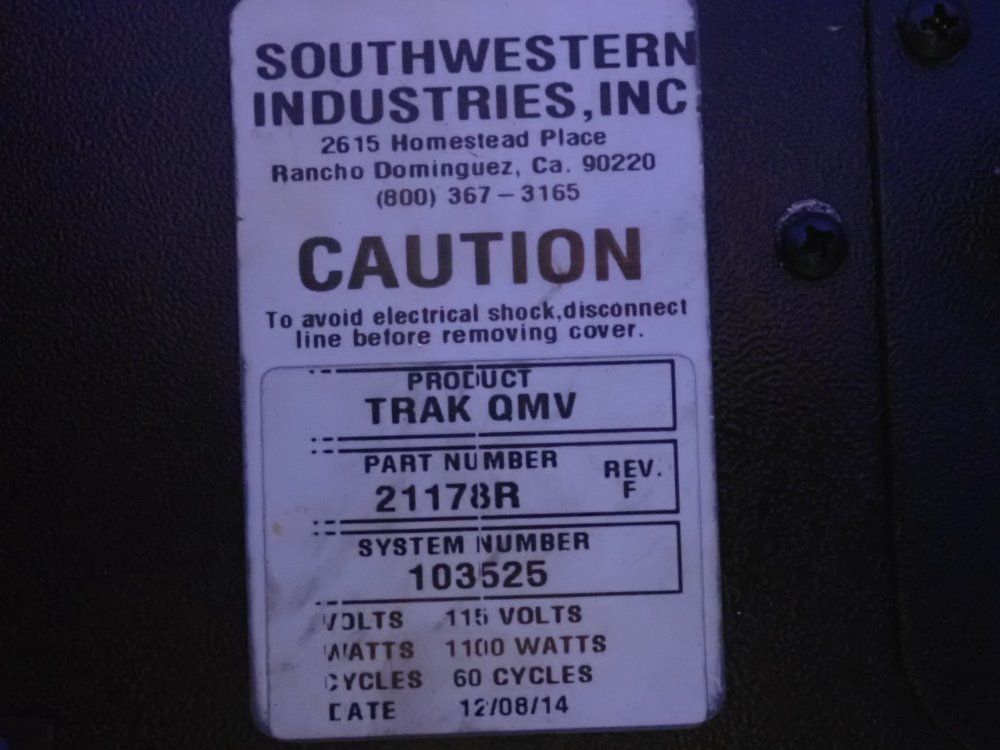 SOUTHWESTERN
INDUSTRIES,INC
2615 Homestead Place
Rancho Dominguez, Ca. 90220
(800) 367-3165
CAUTION
To avoid electrical shock,disconnect
line before removing cover.
PRODUCT
TRAK QMV
PART NUMBER REV.
21178R F
SYSTEM NUMBER
103525
VOLTS 115 VOLTS
WATTS 1100 WATTS
CYCLES 60 CYCLES
DATE 12/08/14